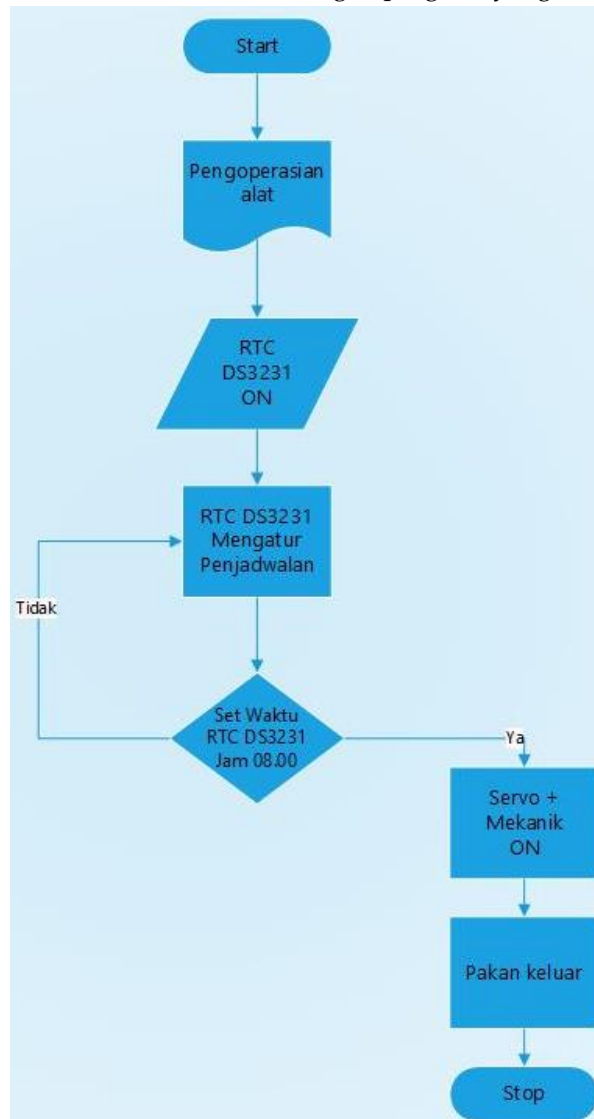 Start
Pengoperasian
alat
RTC
DS3231
ON
RTC DS3231
Mengatur
Penjadwalan
Tidak
Set Waktu
RTC DS3231
Jam 08.00
Ya
Servo +
Mekanik
ON
Pakan keluar
Stop